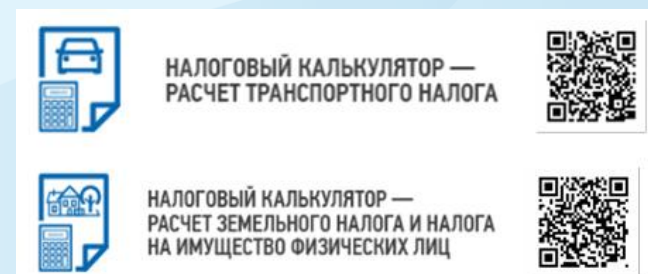 НАЛОГОВЫЙ КАЛЬКУЛЯТОР —
РАСЧЕТ ТРАНСПОРТНОГО НАЛОГА
НАЛОГОВЫЙ КАЛЬКУЛЯТОР —
РАСЧЕТ ЗЕМЕЛЬНОГО НАЛОГА И НАЛОГА
НА ИМУЩЕСТВО ФИЗИЧЕСКИХ ЛИЦ